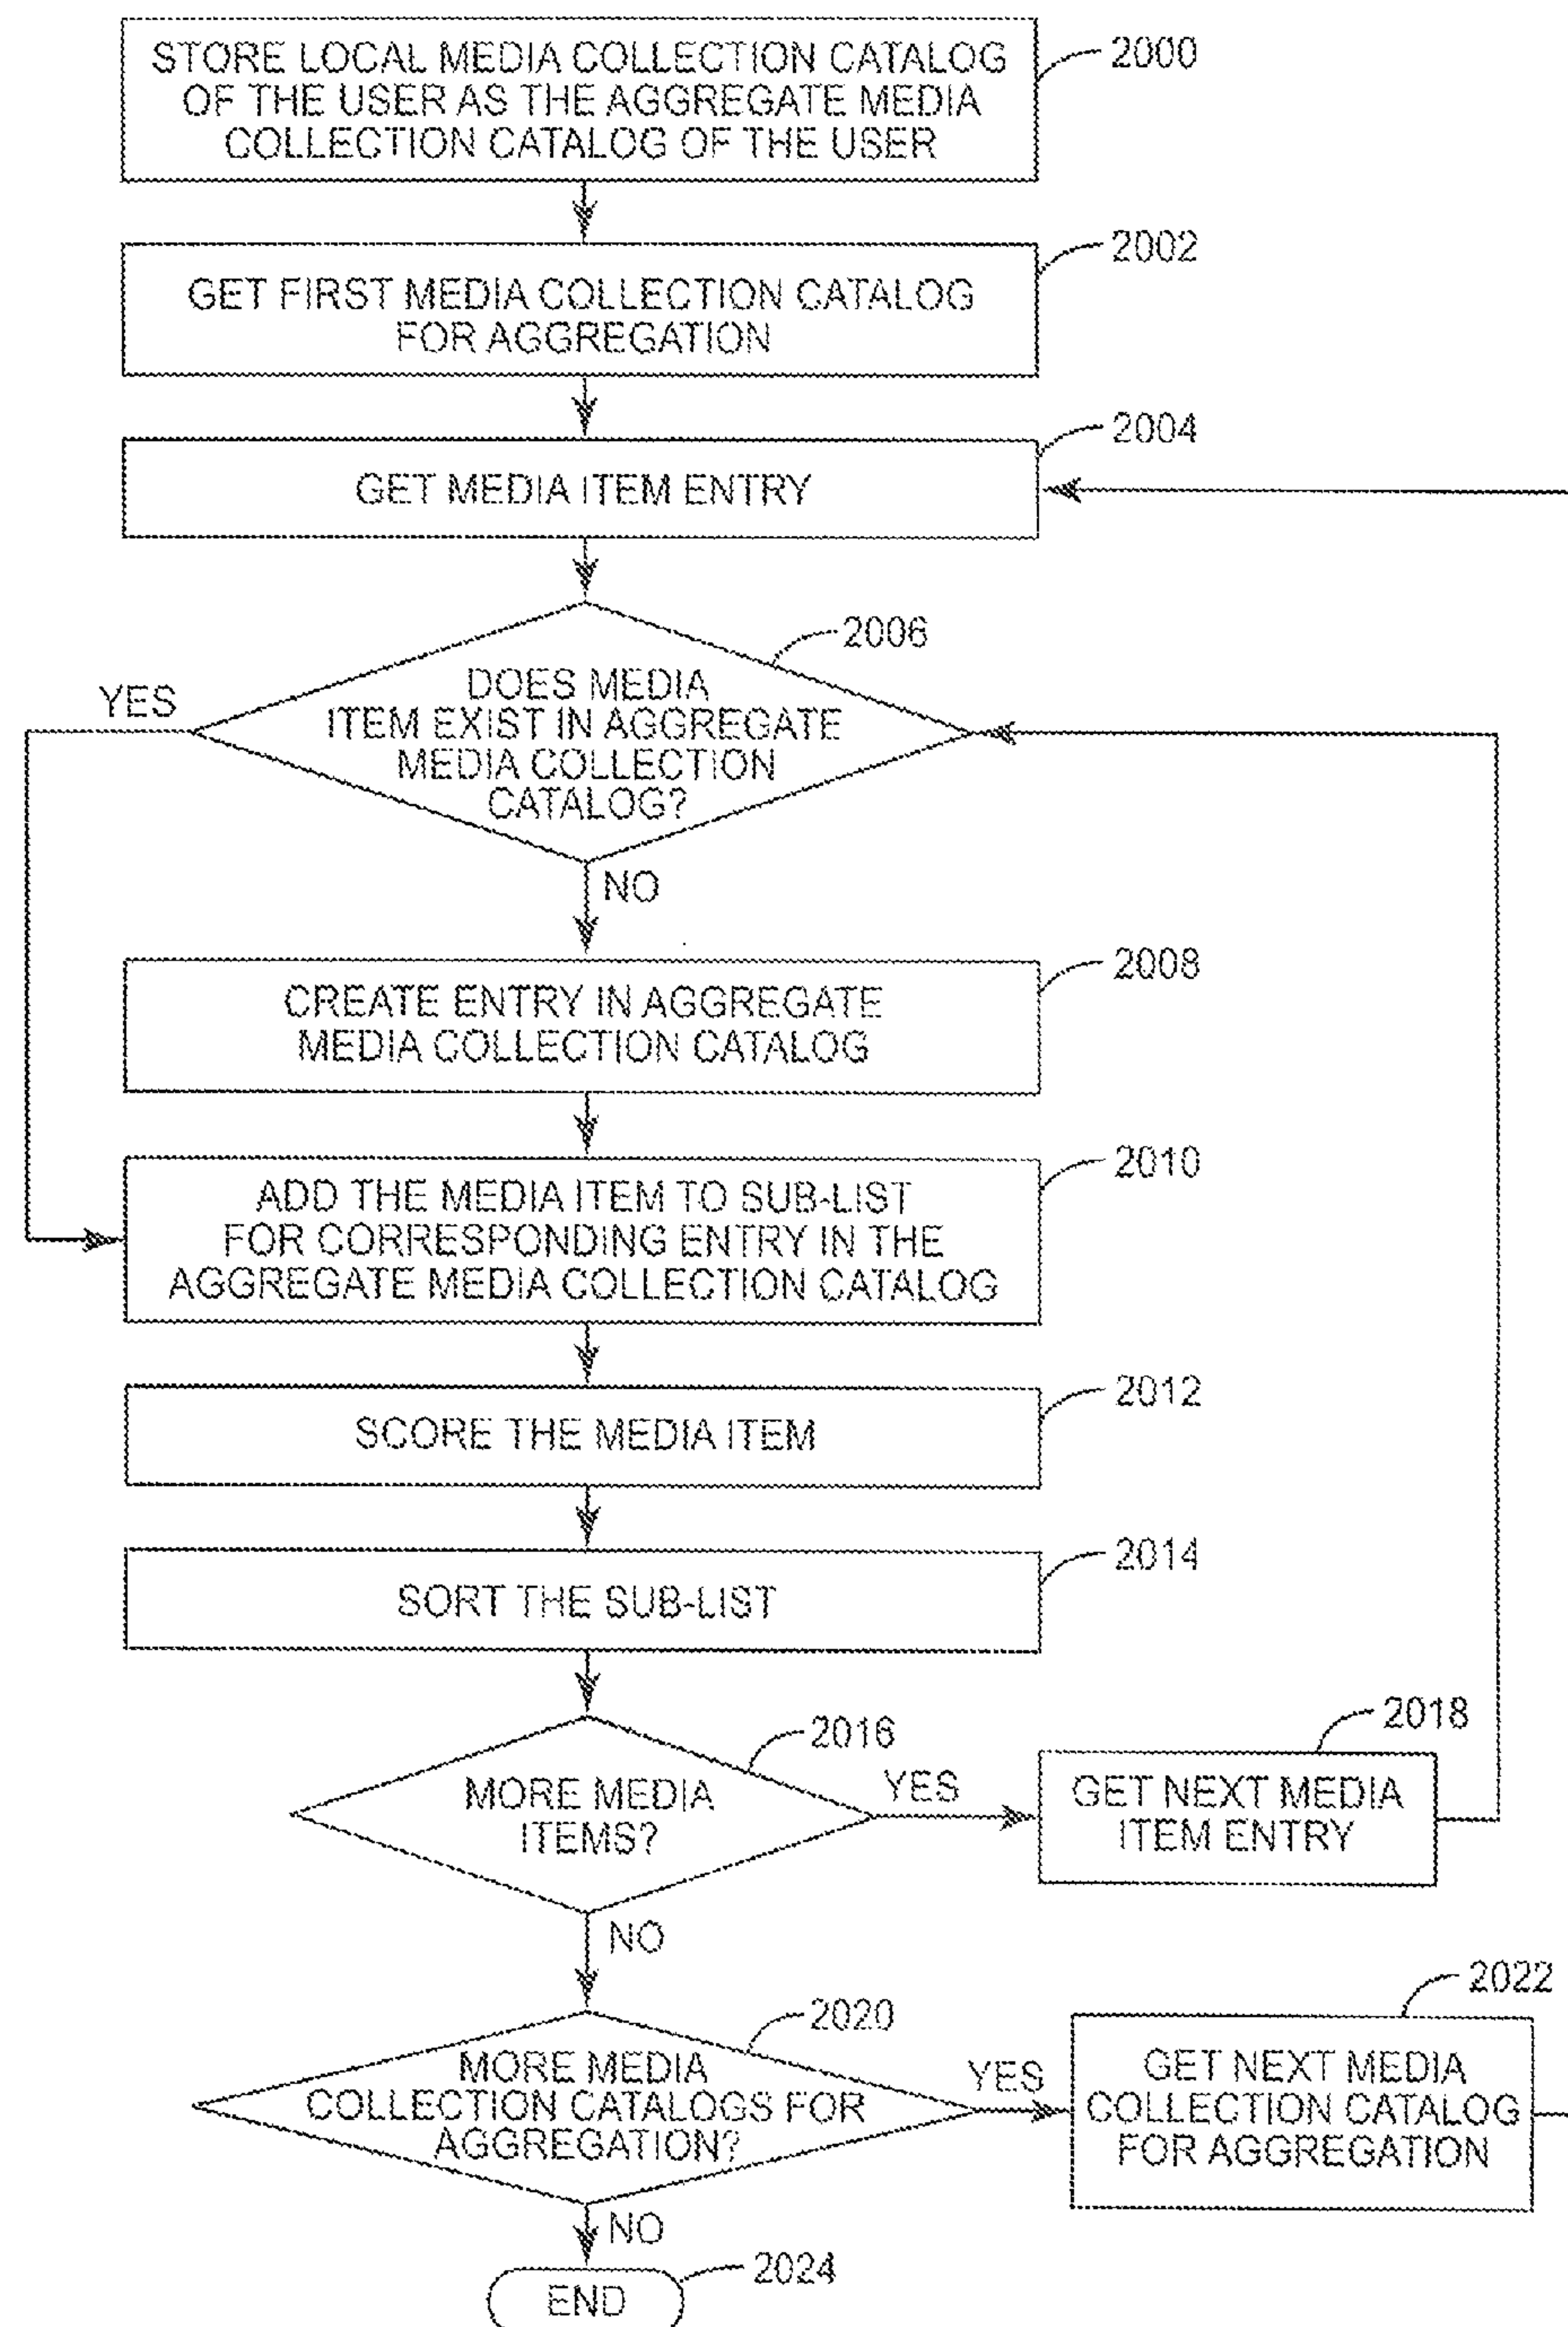 STORE LOCAL MEDIA COLLECTION CATALOG
OF THE USER AS THE AGGREGATE MEDIA
COLLECTION CATALOG OF THE USER
2000
GET FIRST MEDIA COLLECTION CATALOG
FOR AGGREGATION
2002
GET MEDIA ITEM ENTRY
2004
DOES MEDIA
ITEM EXIST IN AGGREGATE
MEDIA COLLECTION
CATALOG?
2006
YES
NO
CREATE ENTRY IN AGGREGATE
MEDIA COLLECTION CATALOG
2008
ADD THE MEDIA ITEM TO SUB-LIST
FOR CORRESPONDING ENTRY IN THE
AGGREGATE MEDIA COLLECTION CATALOG
2010
SCORE THE MEDIA ITEM
2012
SORT THE SUB-LIST
2014
MORE MEDIA
ITEMS?
2016
YES
GET NEXT MEDIA
ITEM ENTRY
2018
NO
MORE MEDIA
COLLECTION CATALOGS FOR
AGGREGATION?
2020
YES
GET NEXT MEDIA
COLLECTION CATALOG
FOR AGGREGATION
2022
NO
END
2024